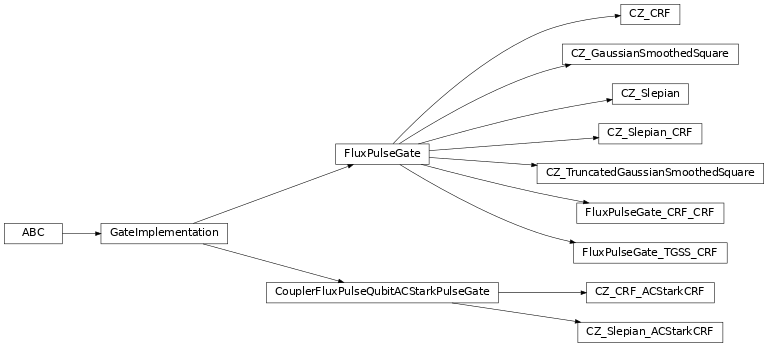 CZ_CRF
CZ_GaussianSmoothedSquare
CZ_Slepian
CZ_Slepian_CRF
FluxPulseGate
CZ_TruncatedGaussianSmoothedSquare
FluxPulseGate_CRF_CRF
ABC
GateImplementation
FluxPulseGate_TGSS_CRF
CouplerFluxPulseQubitACStarkPulseGate
CZ_CRF_ACStarkCRF
CZ_Slepian_ACStarkCRF